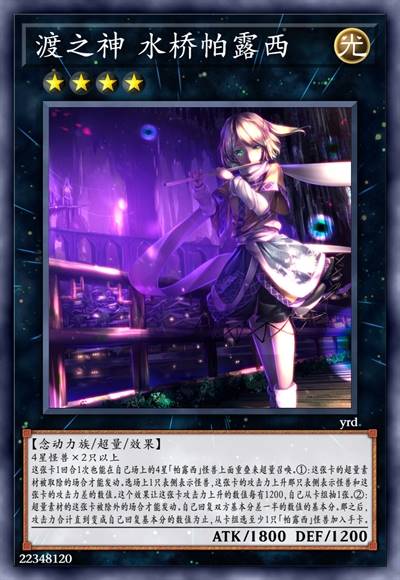 渡之神 水桥帕露西
光
yrd.
【念动力族/超量/效果】
4星怪兽×2只以上
这张卡1回合1次也能在自己场上的4星「帕露西」怪兽上面重叠来超量召唤。①：这张卡的超量素
材被取除的场合才能发动。选场上1只表侧表示怪兽，这张卡的攻击力上升那只表侧表示怪兽和这
张卡的攻击力差的数值。这个效果让这张卡攻击力上升的数值每有1200，自己从卡组抽1张。②：
超量素材的这张卡被除外的场合才能发动。自己回复双方基本分差一半的数值的基本分。那之后，
攻击力合计直到变成自己回复基本分的数值为止，从卡组选至少1只「帕露西」怪兽加入手卡。
ATK/1800 DEF/1200
22348120